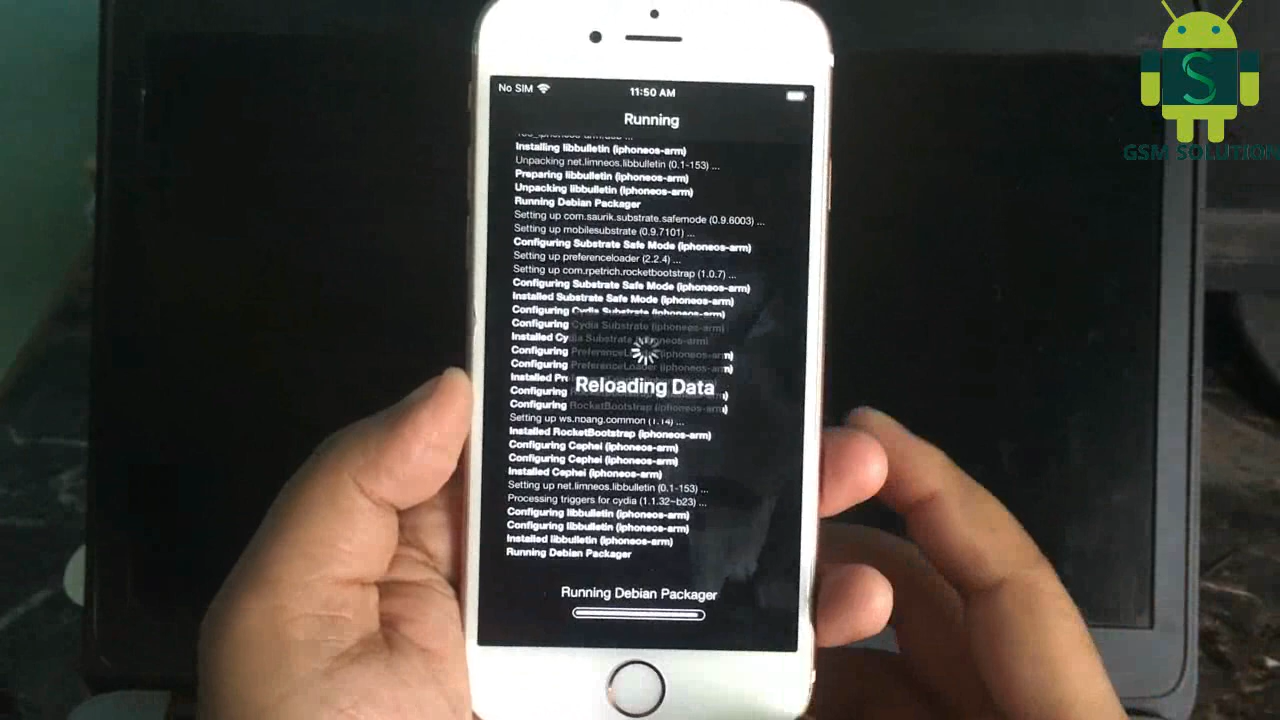 No SIM
11:50 AM
Running
Installing libbulletin (iphoneos-arm)
Unpacking net.limneos.libbulletin (0.1-153) ...
Preparing libbulletin (iphoneos-arm)
Unpacking libbulletin (iphoneos-arm)
Running Debian Packager
Setting up com.saurik.substrate.safemode (0.9.6003) ...
Setting up mobilesubstrate (0.9.7101) ...
Configuring Substrate Safe Mode (iphoneos-arm)
Setting up preferenceloader (2.2.4) ...
Setting up com.rpetrich.rocketbootstrap (1.0.7) ...
Configuring Substrate Safe Mode (iphoneos-arm)
Installed Substrate Safe Mode (iphoneos-arm)
Configuring Cydia Substrate (iphoneos-arm)
Configuring Cydia Substrate (iphoneos-arm)
Installed Cydia Substrate (iphoneos-arm)
Configuring PreferenceLoader (iphoneos-arm)
Configuring PreferenceLoader (iphoneos-arm)
Installed
Reloading Data
Configuring
Configuring RocketBootstrap (iphoneos-arm)
Setting up ws.hbang.common (1.14) ...
Installed RocketBootstrap (iphoneos-arm)
Configuring Cephei (iphoneos-arm)
Configuring Cephei (iphoneos-arm)
Installed Cephei (iphoneos-arm)
Setting up net.limneos.libbulletin (0.1-153) ...
Processing triggers for cydia (1.1.32~b23) ...
Configuring libbulletin (iphoneos-arm)
Configuring libbulletin (iphoneos-arm)
Installed libbulletin (iphoneos-arm)
Running Debian Packager
Running Debian Packager
S
GSM SOLUTION